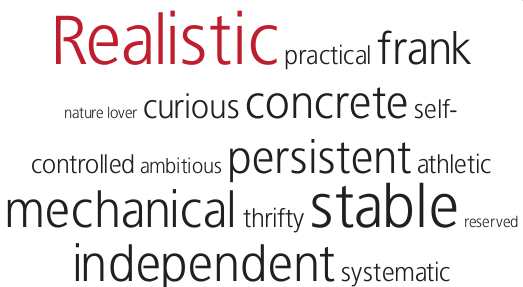 Realistic practical frank
nature lover curious concrete self-
controlled ambitious persistent athletic
mechanical thrifty stable reserved
independent systematic